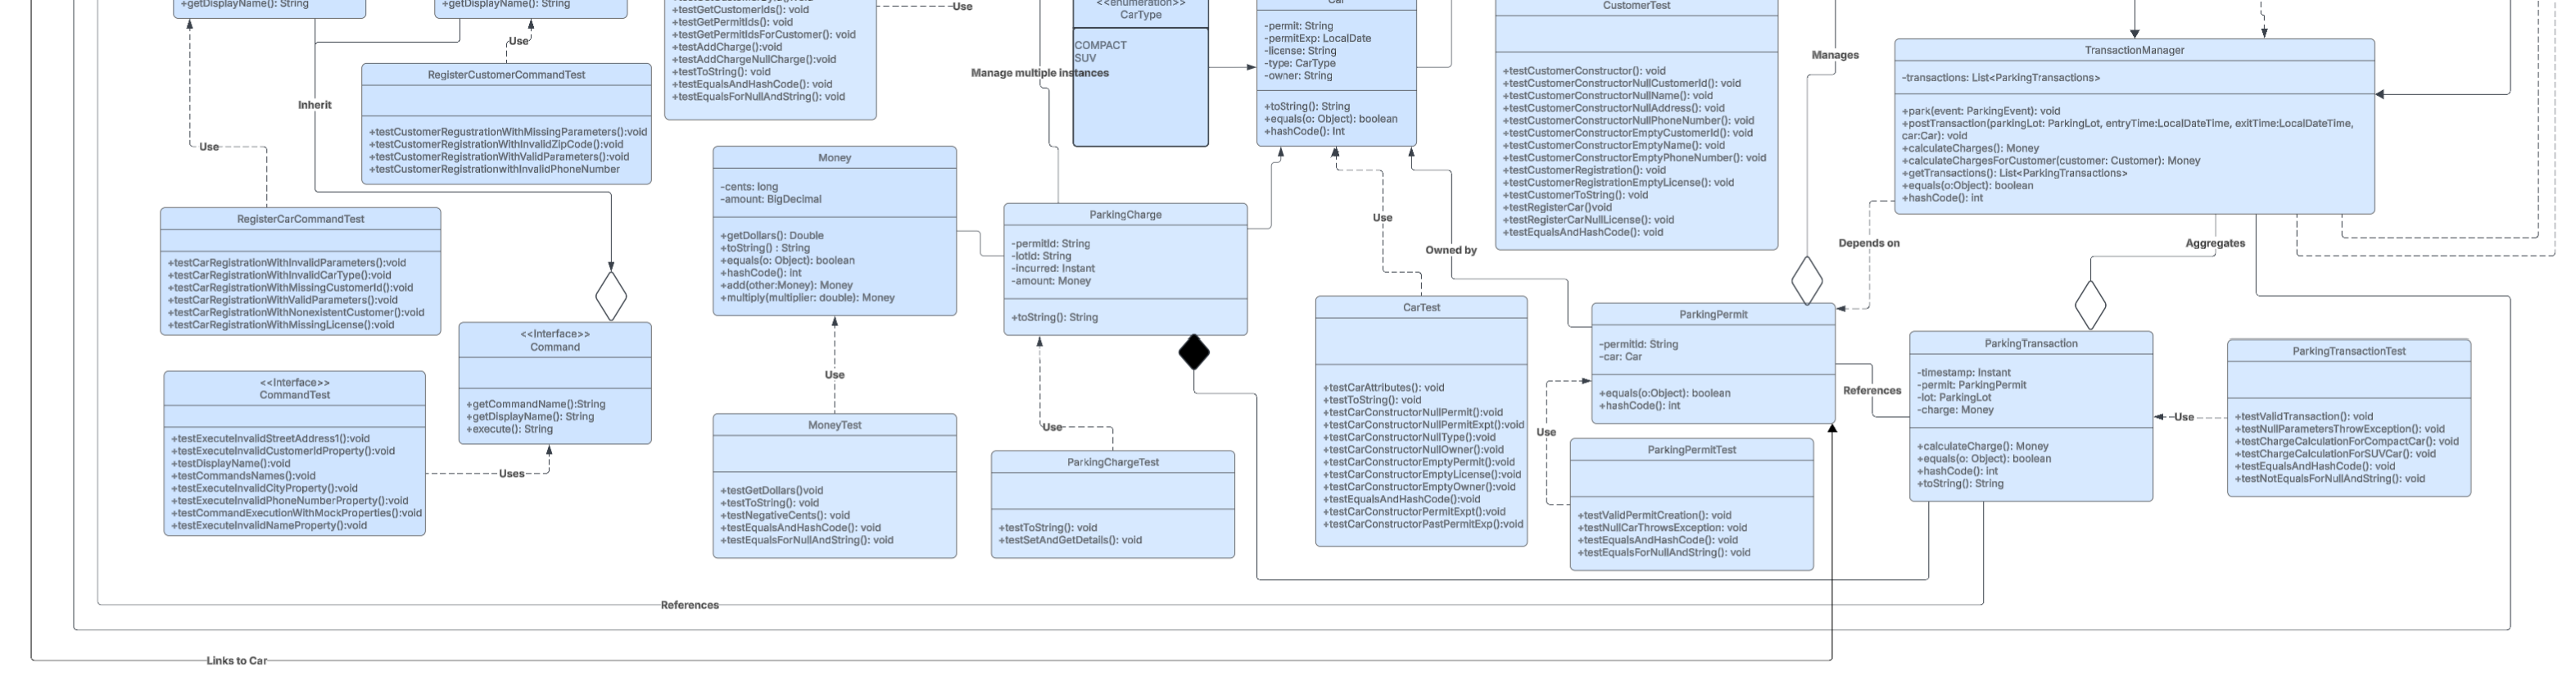 +getDisplayName(): String
+getDisplayName(): String
Use
RegisterCustomerCommandTest
+testCustomerRegustrationWithMissingParameters():void
+testCustomerRegistrationWithInvalidZipCode():void
+testCustomerRegistrationWithValidParameters():void
+testCustomerRegistrationwithInvalidPhoneNumber
Inherit
Use
RegisterCarCommandTest
+testCarRegistrationWithInvalidParameters():void
+testCarRegistrationWithInvalidCarType():void
+testCarRegistrationWithMissingCustomerId():void
+testCarRegistrationWithValidParameters():void
+testCarRegistrationWithNonexistentCustomer():void
+testCarRegistrationWithMissingLicense():void
<<Interface>>
Command
+getCommandName():String
+getDisplayName(): String
+execute(): String
<<Interface>>
CommandTest
+testExecuteInvalidStreetAddress1():void
+testExecuteInvalidCustomerIdProperty():void
+testDisplayName():void
+testCommandsNames():void
+testExecuteInvalidCityProperty():void
+testExecuteInvalidPhoneNumberProperty():void
+testCommandExecutionWithMockProperties():void
+testExecuteInvalidNameProperty():void
Uses
+testGetCustomerIds(): void
+testGetPermitIds(): void
+testGetPermitIdsForCustomer(): void
+testAddCharge():void
+testAddChargeNullCharge():void
+testToString(): void
+testEqualsAndHashCode(): void
+testEqualsForNullAndString(): void
Use
Manage multiple instances
Money
-cents: long
-amount: BigDecimal
+getDollars(): Double
+toString() : String
+equals(o: Object): boolean
+hashCode(): int
+add(other:Money): Money
+multiply(multiplier: double): Money
Use
MoneyTest
+testGetDollars()void
+testToString(): void
+testNegativeCents(): void
+testEqualsAndHashCode(): void
+testEqualsForNullAndString(): void
<<enumeration>>
CarType
COMPACT
SUV
ParkingCharge
-permitId: String
-lotId: String
-incurred: Instant
-amount: Money
+toString(): String
Use
ParkingChargeTest
+testToString(): void
+testSetAndGetDetails(): void
Car
-permit: String
-permitExp: LocalDate
-license: String
-type: CarType
-owner: String
+toString(): String
+equals(o: Object): boolean
+hashCode(): Int
Use
Owned by
CarTest
+testCarAttributes(): void
+testToString(): void
+testCarConstructorNullPermit():void
+testCarConstructorNullPermitExpt():void
+testCarConstructorNullType():void
+testCarConstructorNullOwner():void
+testCarConstructorEmptyPermit():void
+testCarConstructorEmptyLicense():void
+testCarConstructorEmptyOwner():void
+testEqualsAndHashCode():void
+testCarConstructorPermitExpt():void
+testCarConstructorPastPermitExp():void
CustomerTest
+testCustomerConstructor(): void
+testCustomerConstructorNullCustomerId(): void
+testCustomerConstructorNullName(): void
+testCustomerConstructorNullAddress(): void
+testCustomerConstructorNullPhoneNumber(): void
+testCustomerConstructorEmptyCustomerId(): void
+testCustomerConstructorEmptyName(): void
+testCustomerConstructorEmptyPhoneNumber(): void
+testCustomerRegistration(): void
+testCustomerRegistrationEmptyLicense(): void
+testCustomerToString(): void
+testRegisterCar()void
+testRegisterCarNullLicense(): void
+testEqualsAndHashCode(): void
Manages
Depends on
ParkingPermit
-permitId: String
-car: Car
+equals(o:Object): boolean
+hashCode(): int
Use
ParkingPermitTest
+testValidPermitCreation(): void
+testNullCarThrowsException: void
+testEqualsAndHashCode(): void
+testEqualsForNullAndString(): void
TransactionManager
-transactions: List<ParkingTransactions>
+park(event: ParkingEvent): void
+postTransaction(parkingLot: ParkingLot, entryTime:LocalDateTime, exitTime:LocalDateTime,
car:Car): void
+calculateCharges(): Money
+calculateChargesForCustomer(customer: Customer): Money
+getTransactions(): List<ParkingTransactions>
+equals(o:Object): boolean
+hashCode(): int
Aggregates
References
ParkingTransaction
-timestamp: Instant
-permit: ParkingPermit
-lot: ParkingLot
-charge: Money
+calculateCharge(): Money
+equals(o: Object): boolean
+hashCode(): int
+toString(): String
Use
ParkingTransactionTest
+testValidTransaction(): void
+testNullParametersThrowException(): void
+testChargeCalculationForCompactCar(): void
+testChargeCalculationForSUVCar(): void
+testEqualsAndHashCode(): void
+testNotEqualsForNullAndString(): void
References
Links to Car